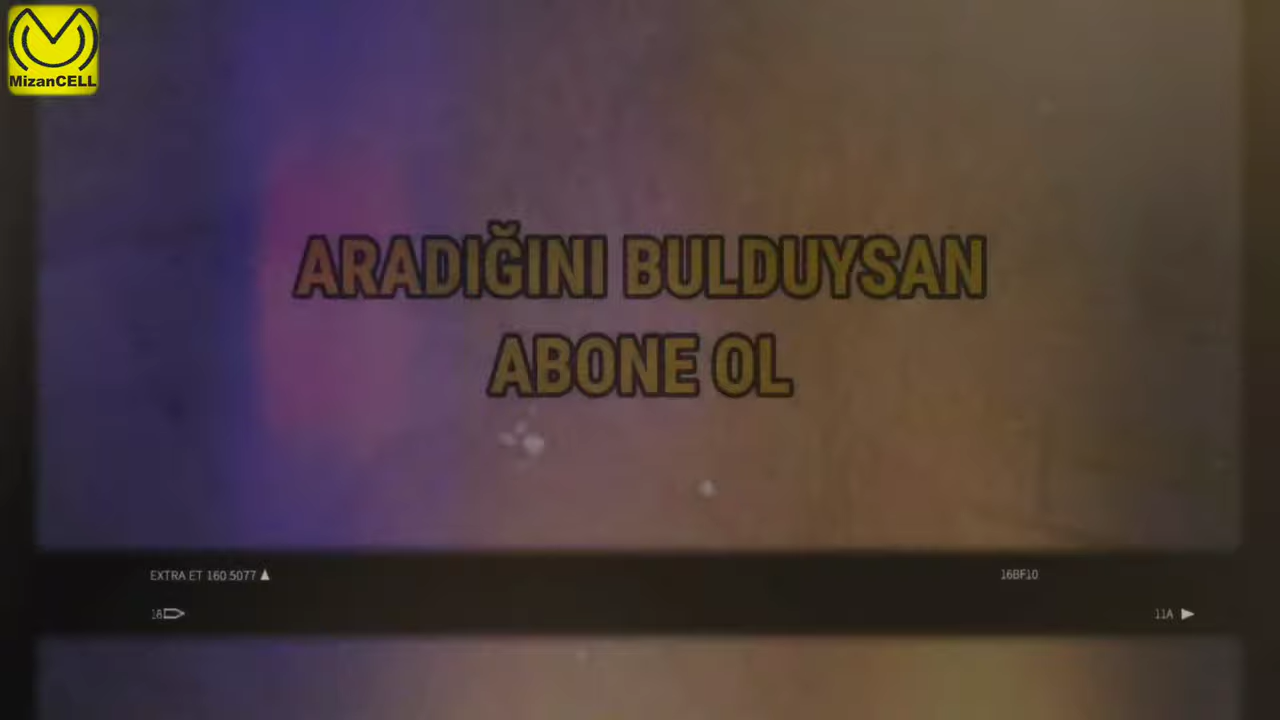 MizanCELL
ARADIĞINI BULDUYSAN
ABONE OL
EXTRA ET 160 5077
16BF10
18
11A